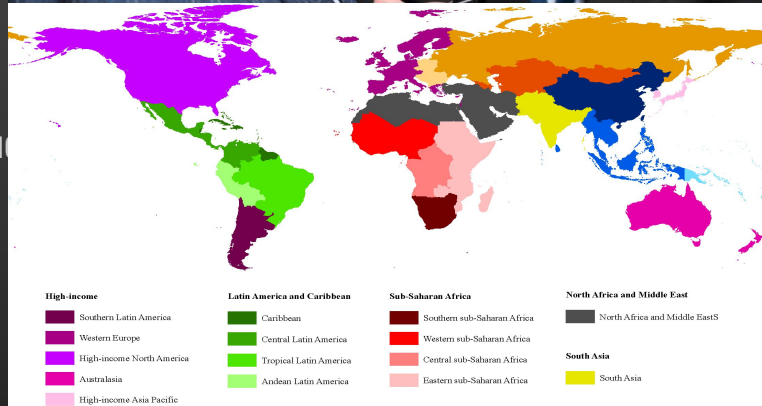 High-income
Southern Latin America
Western Europe
High-income North America
Australasia
High-income Asia Pacific
Latin America and Caribbean
Caribbean
Central Latin America
Tropical Latin America
Andean Latin America
Sub-Saharan Africa
Southern sub-Saharan Africa
Western sub-Saharan Africa
Central sub-Saharan Africa
Eastern sub-Saharan Africa
North Africa and Middle East
North Africa and Middle EastS
South Asia
South Asia